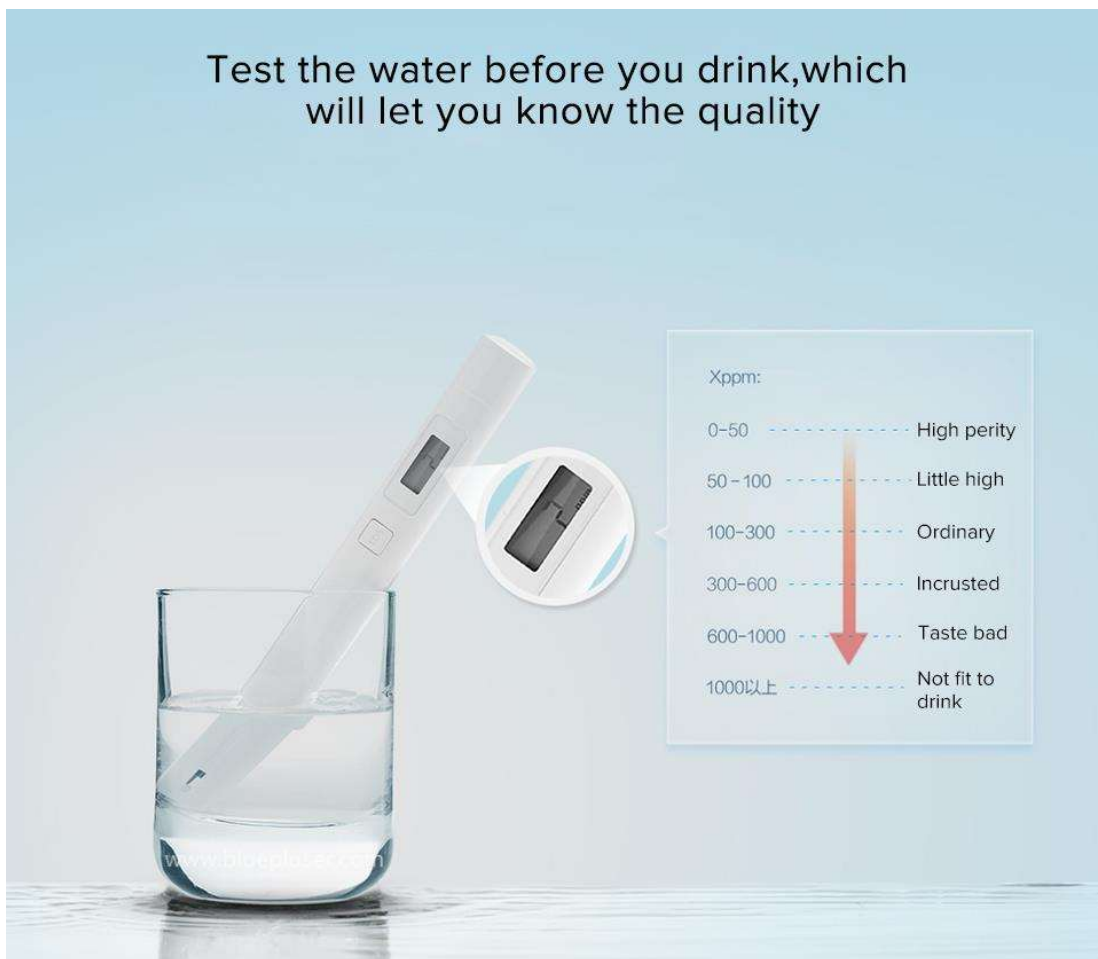 Test the water before you drink,which
will let you know the quality
Xppm:
0-50 High perity
50-100 Little high
100-300 Ordinary
300-600 Incrusted
600-1000 Taste bad
1000以上 Not fit to
drink
ppm